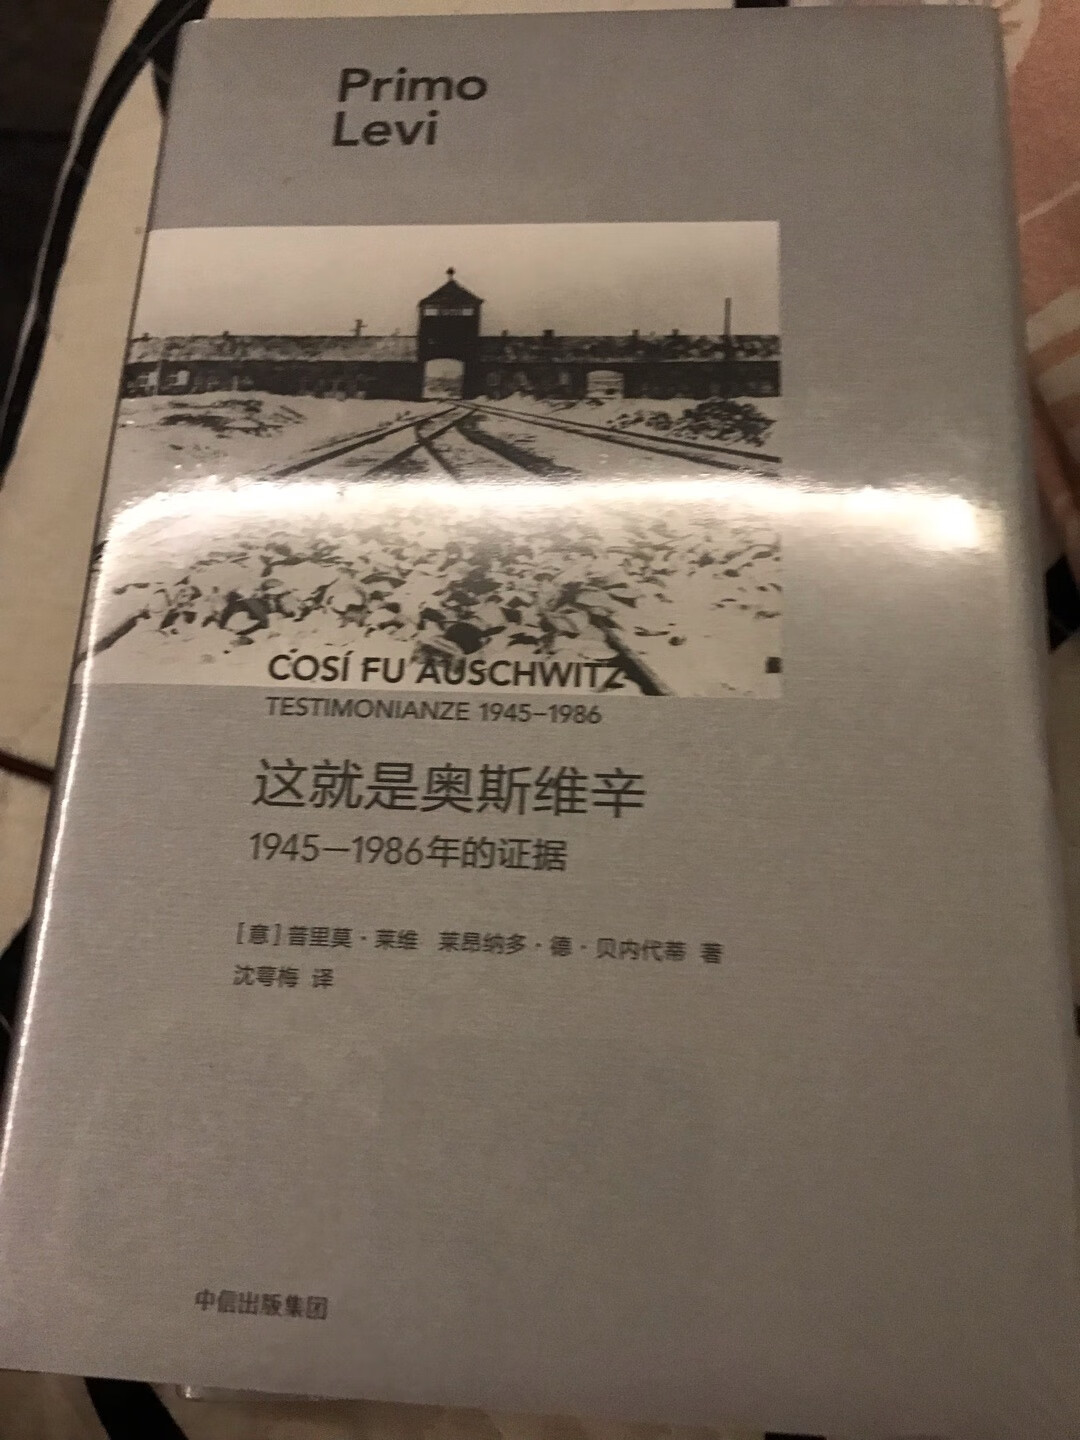 Primo
Levi
COSÍ FU AUSCHWITZ
TESTIMONIANZE 1945–1986
这就是奥斯维辛
1945—1986年的证据
[意]普里莫·莱维 莱昂纳多·德·贝内代蒂 著
沈萼梅 译
中信出版集团